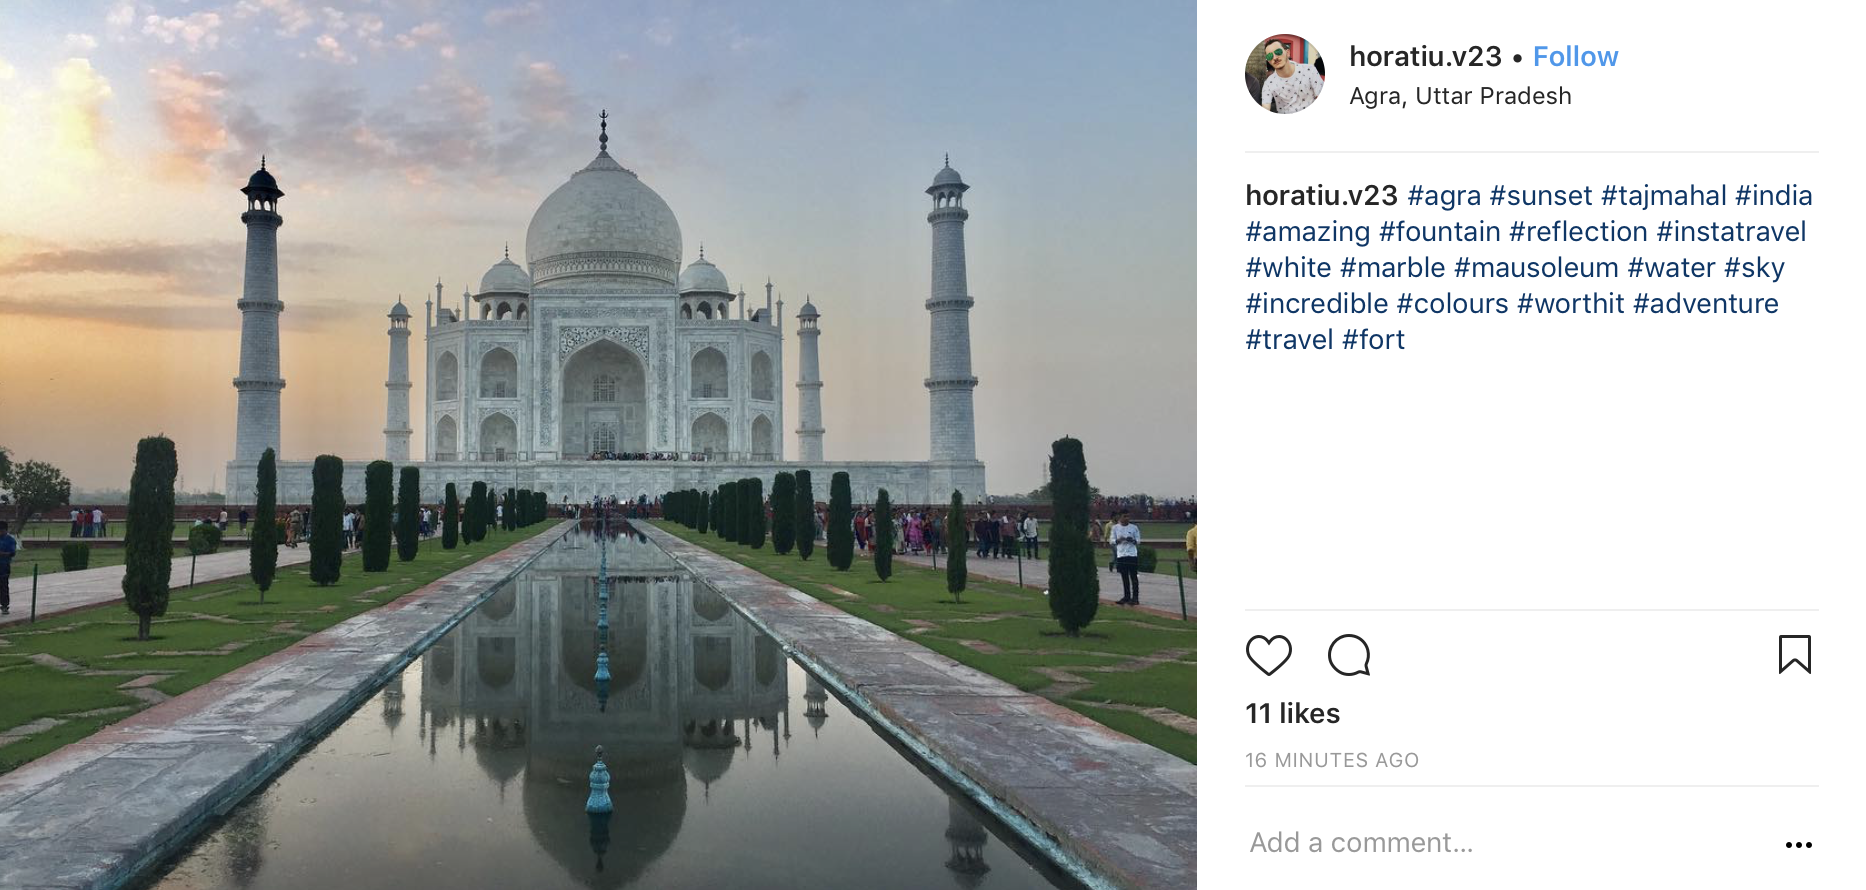 horatiu.v23 • Follow
Agra, Uttar Pradesh
horatiu.v23 #agra #sunset #tajmahal #india
#amazing #fountain #reflection #instatravel
#white #marble #mausoleum #water #sky
#incredible #colours #worthit #adventure
#travel #fort
11 likes
16 MINUTES AGO
Add a comment...